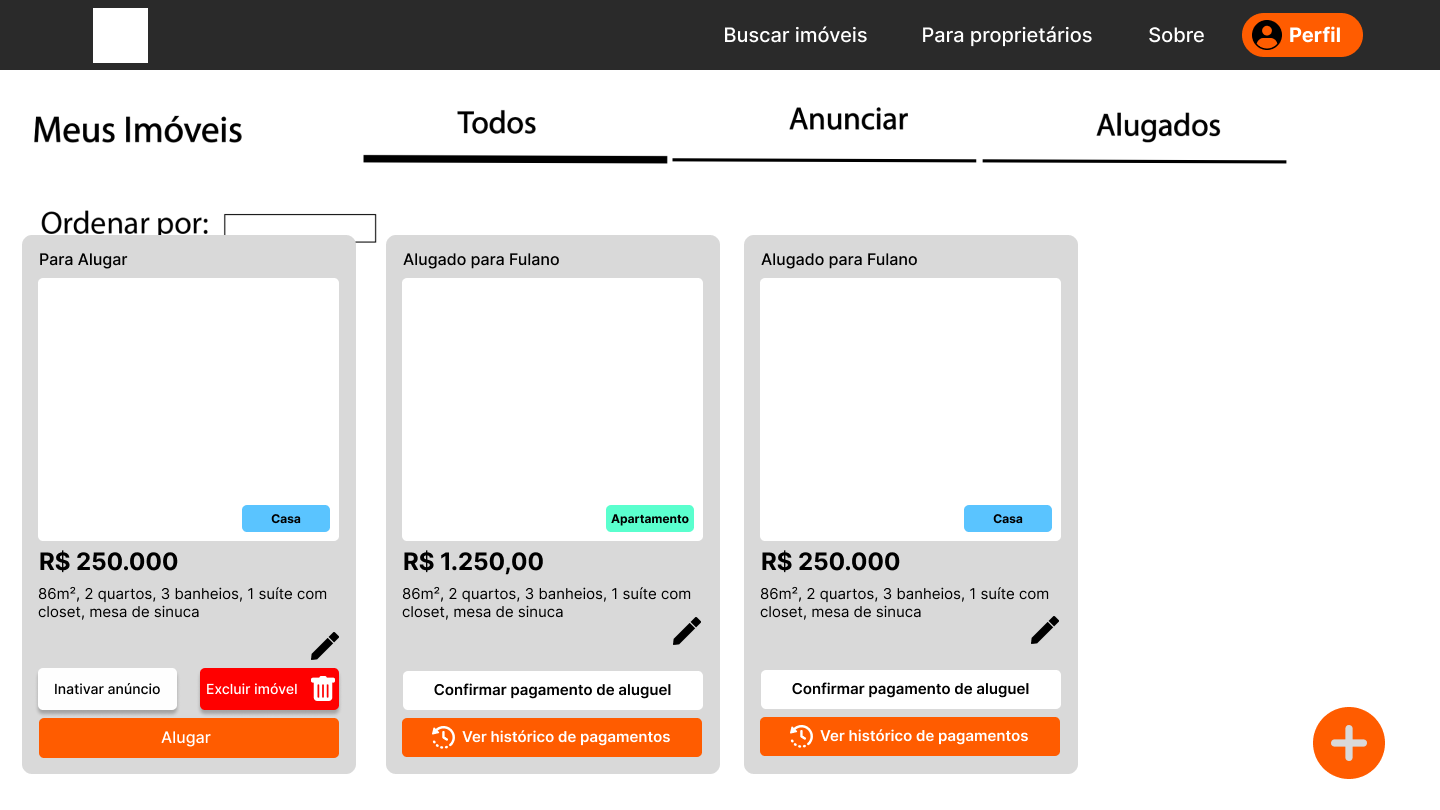 Buscar imóveis
Para proprietários
Sobre
Perfil
Meus Imóveis
Todos
Anunciar
Alugados
Ordenar por:
Para Alugar
Casa
R$ 250.000
86m², 2 quartos, 3 banheios, 1 suíte com
closet, mesa de sinuca
Inativar anúncio
Excluir imóvel
Alugar
Alugado para Fulano
Apartamento
R$ 1.250,00
86m², 2 quartos, 3 banheios, 1 suíte com
closet, mesa de sinuca
Confirmar pagamento de aluguel
Ver histórico de pagamentos
Alugado para Fulano
Casa
R$ 250.000
86m², 2 quartos, 3 banheios, 1 suíte com
closet, mesa de sinuca
Confirmar pagamento de aluguel
Ver histórico de pagamentos